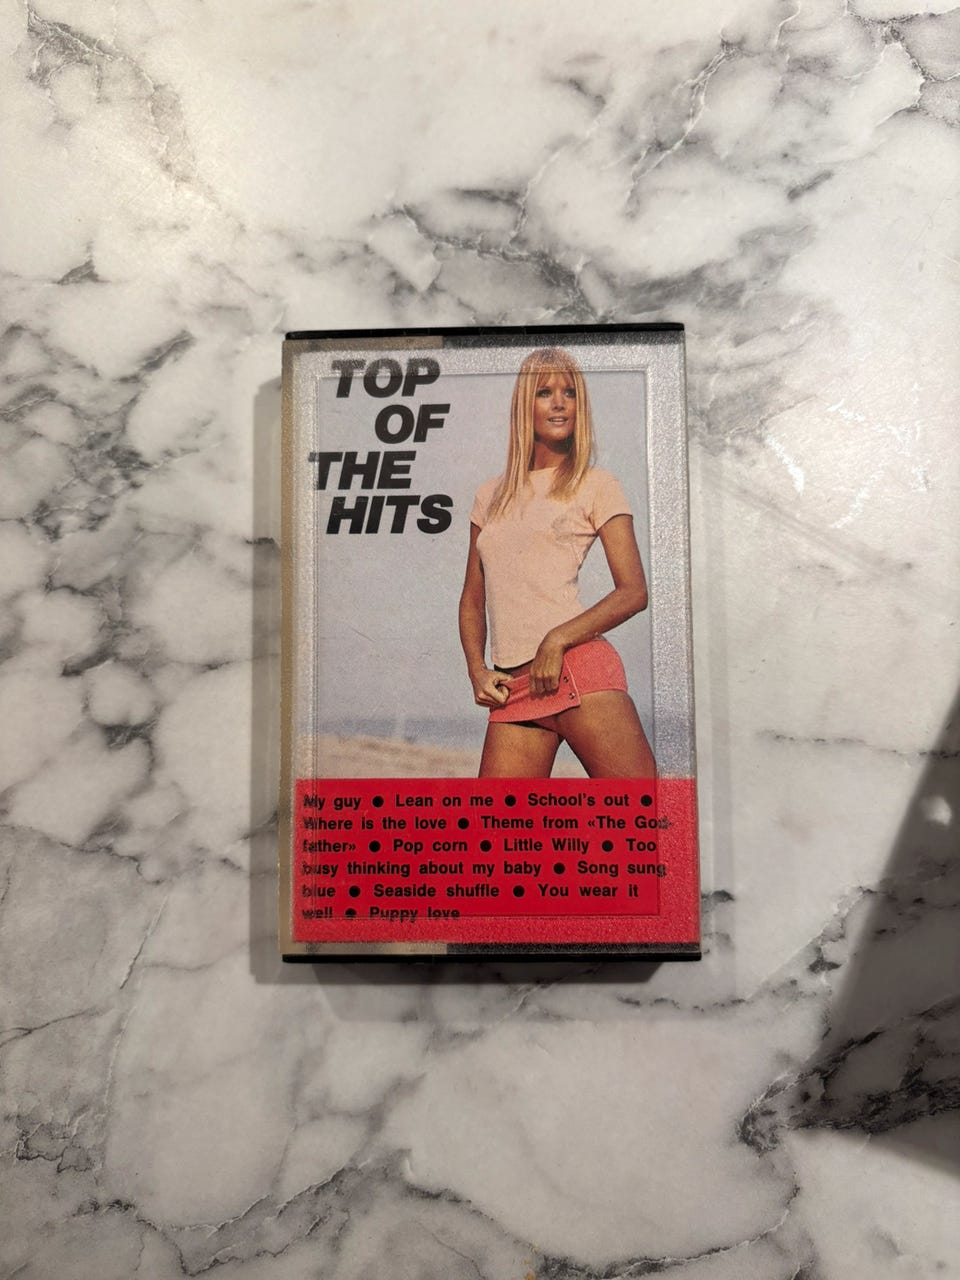 TOP
OF
THE
HITS
My guy ● Lean on me ● School's out ●
Where is the love ● Theme from «The God-
father» ● Pop corn ● Little Willy ● Too
busy thinking about my baby ● Song sung
blue ● Seaside shuffle ● You wear it
well ● Puppy love